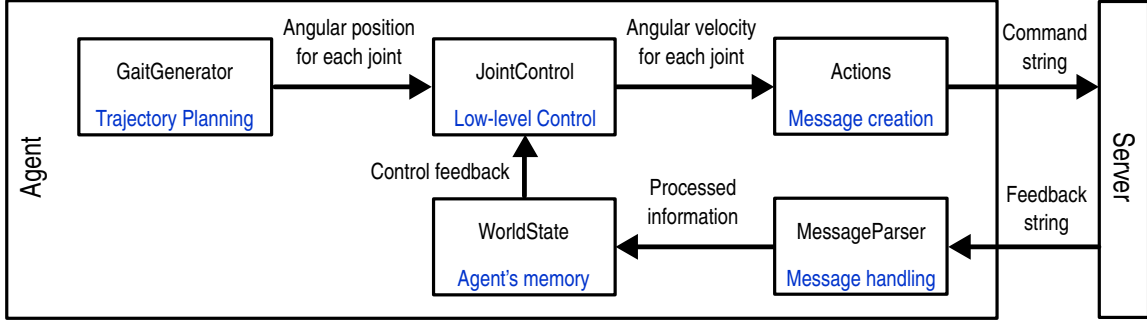 Agent
GaitGenerator
Trajectory Planning
Angular position
for each joint
JointControl
Low-level Control
Angular velocity
for each joint
Actions
Message creation
Command
string
Server
Control feedback
WorldState
Agent's memory
Processed
information
MessageParser
Message handling
Feedback
string